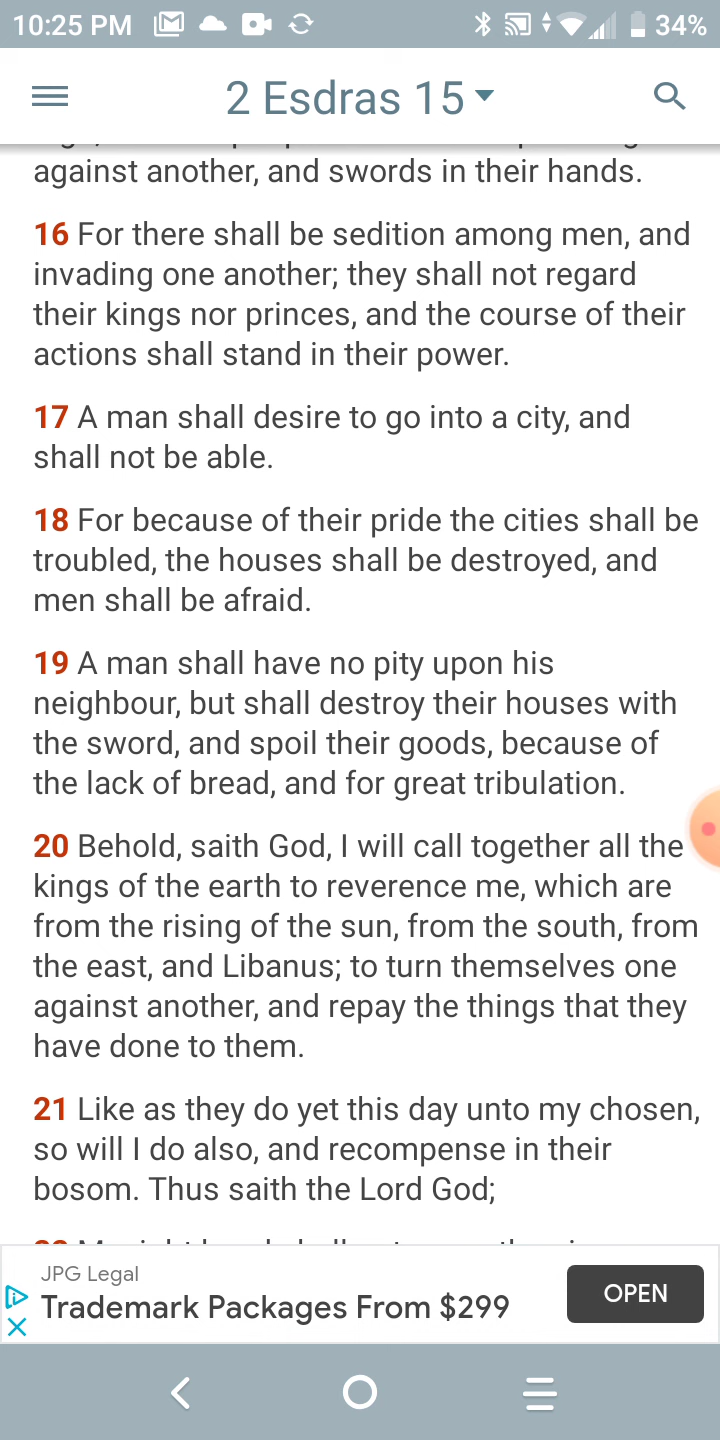 10:25 PM
34%
2 Esdras 15
against another, and swords in their hands.
16 For there shall be sedition among men, and
invading one another; they shall not regard
their kings nor princes, and the course of their
actions shall stand in their power.
17 A man shall desire to go into a city, and
shall not be able.
18 For because of their pride the cities shall be
troubled, the houses shall be destroyed, and
men shall be afraid.
19 A man shall have no pity upon his
neighbour, but shall destroy their houses with
the sword, and spoil their goods, because of
the lack of bread, and for great tribulation.
20 Behold, saith God, I will call together all the
kings of the earth to reverence me, which are
from the rising of the sun, from the south, from
the east, and Libanus; to turn themselves one
against another, and repay the things that they
have done to them.
21 Like as they do yet this day unto my chosen,
so will I do also, and recompense in their
bosom. Thus saith the Lord God;
JPG Legal
Trademark Packages From $299
OPEN